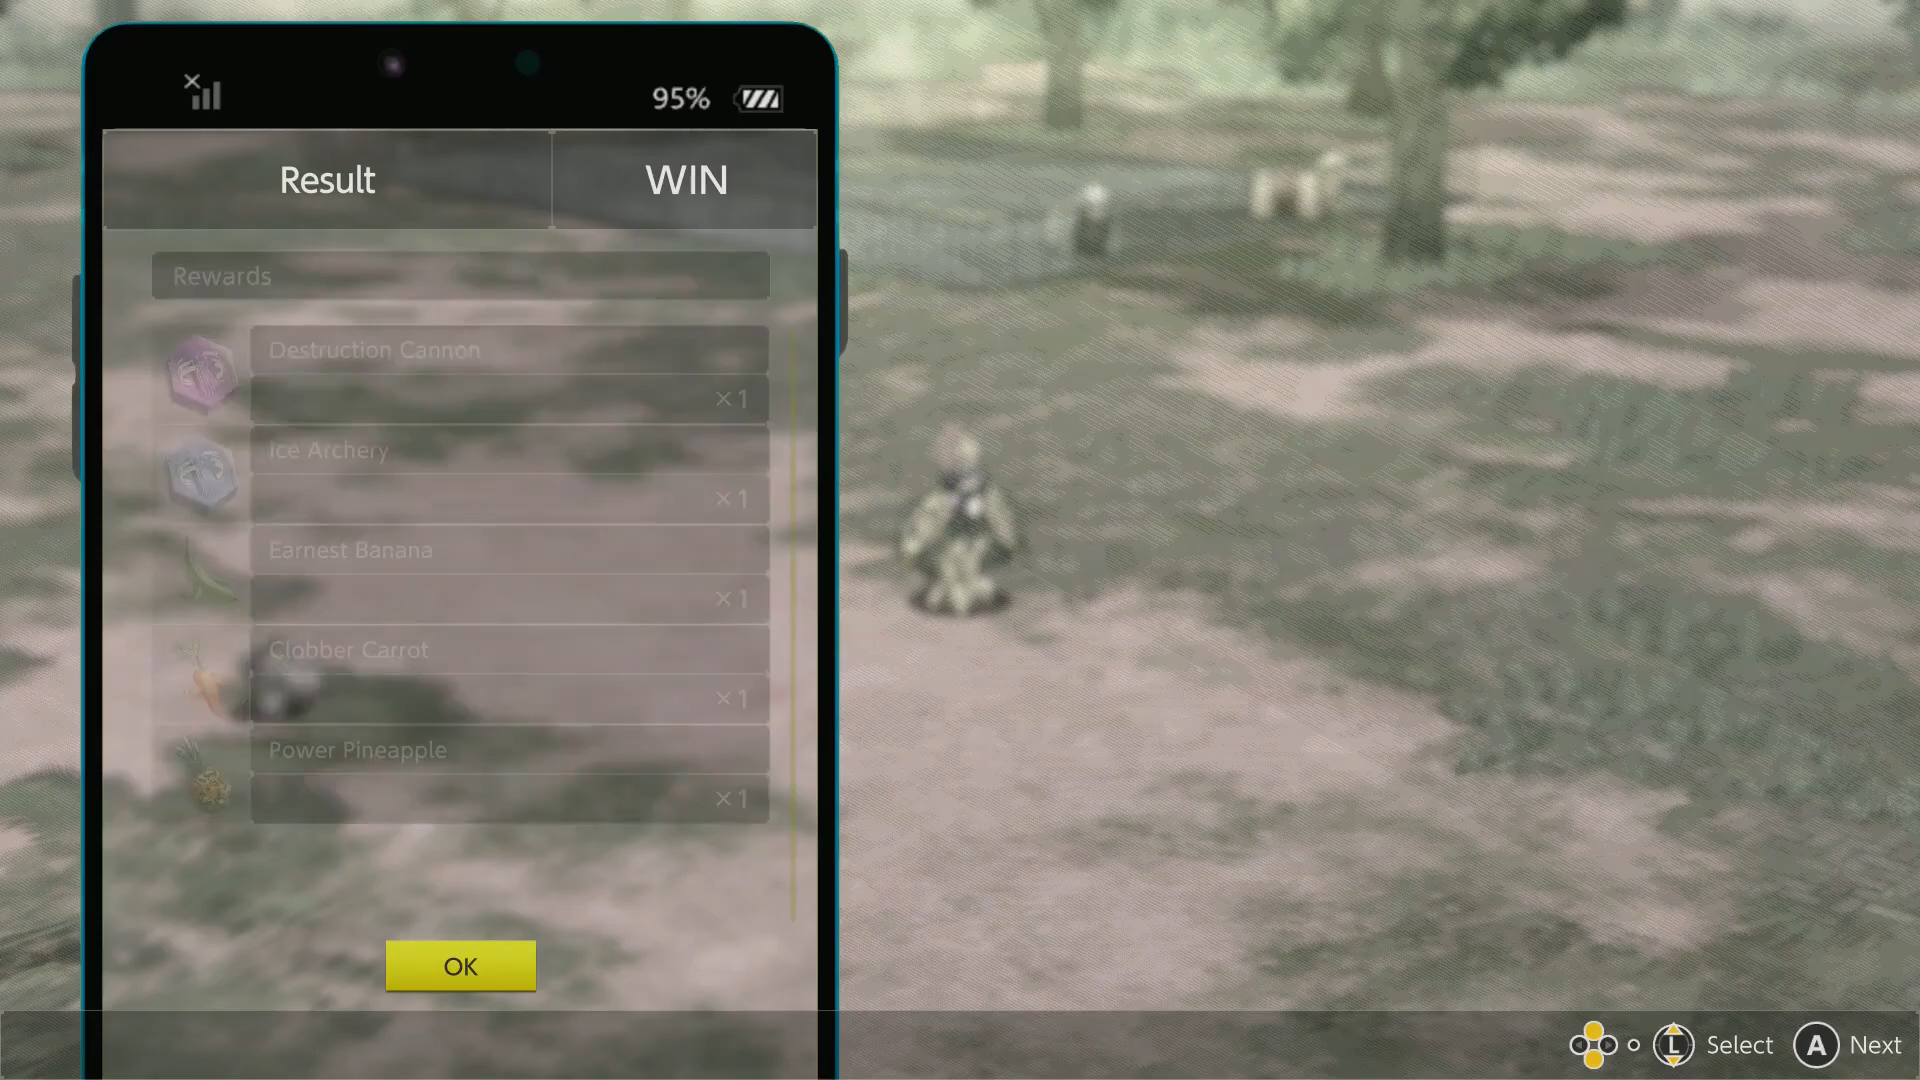 95%
Result
WIN
Rewards
Destruction Cannon
×1
Ice Archery
×1
Earnest Banana
×1
Clobber Carrot
×1
Power Pineapple
×1
OK
L Select A Next